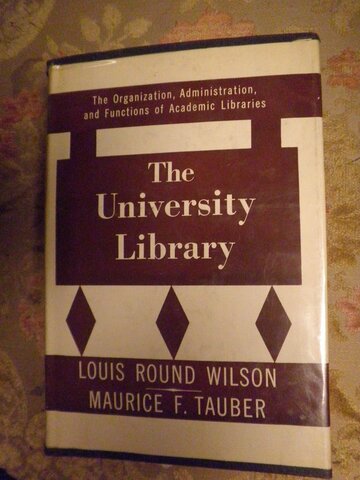 The Organization, Administration,
and Functions of Academic Libraries
The
University
Library
LOUIS ROUND WILSON
MAURICE F. TAUBER